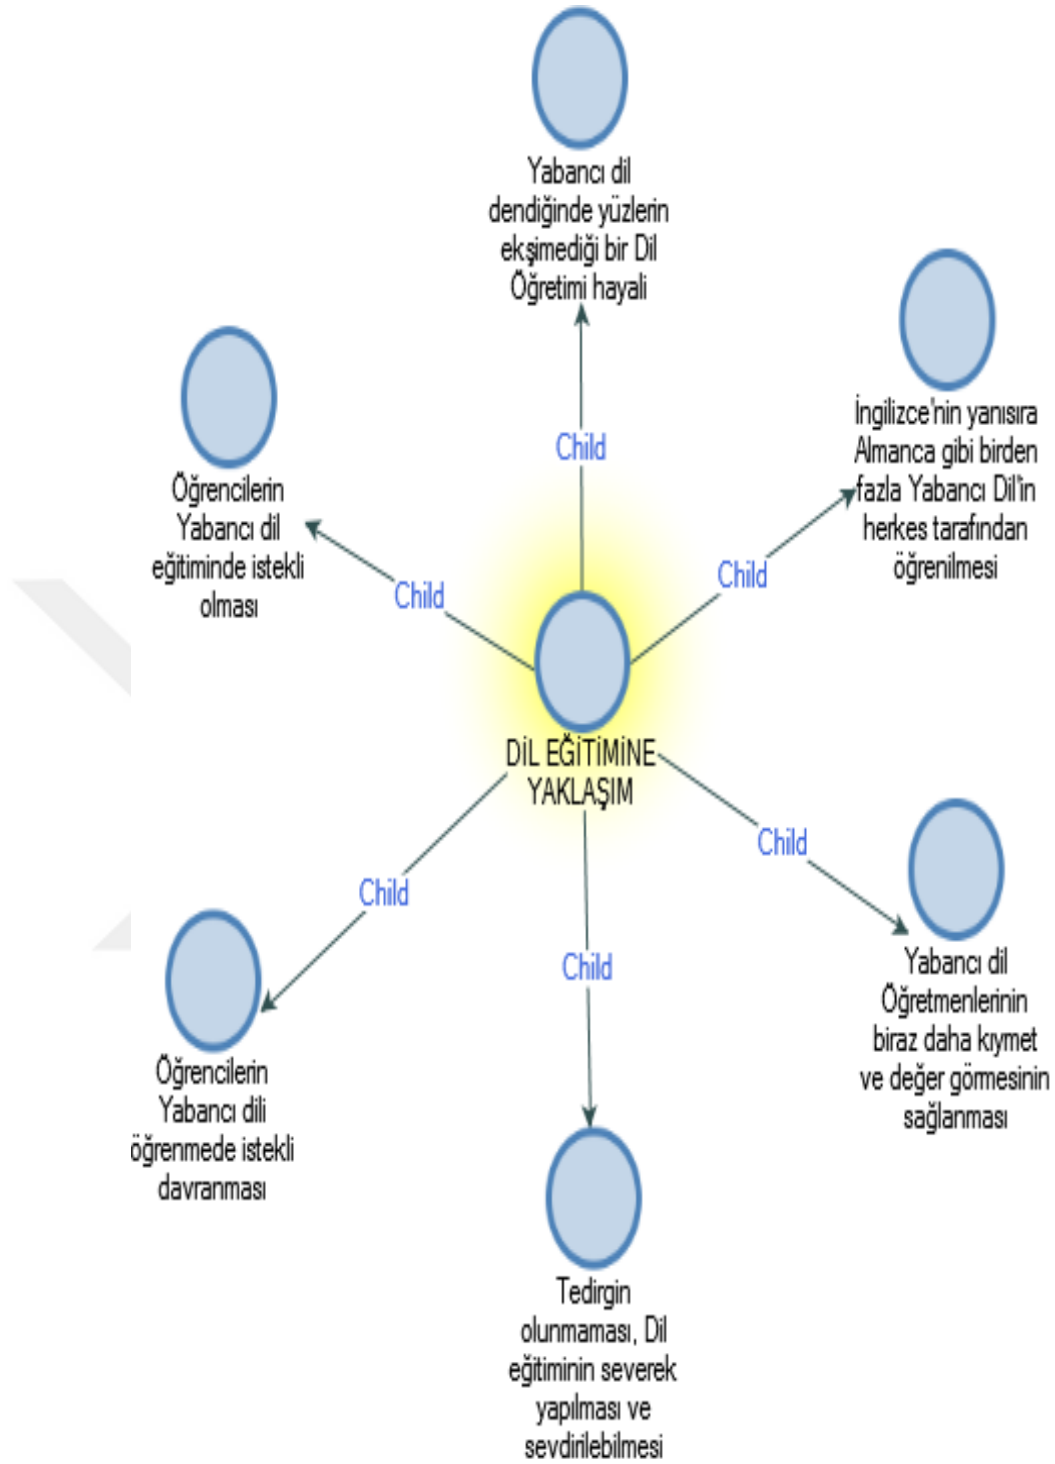 Yabancı dil
dendiğinde yüzlerin
ekşimediği bir Dil
Öğretimi hayali
İngilizce'nin yanısıra
Almanca gibi birden
fazla Yabancı Dil'in
herkes tarafından
öğrenilmesi
Öğrencilerin
Yabancı dil
eğitiminde istekli
olması
Child
Child
Child
DİL EĞİTİMİNE
YAKLAŞIM
Child
Child
Child
Yabancı dil
Öğretmenlerinin
biraz daha kıymet
ve değer görmesinin
sağlanması
Öğrencilerin
Yabancı dili
öğrenmede istekli
davranması
Tedirgin
olunmaması, Dil
eğitiminin severek
yapılması ve
sevdirilebilmesi